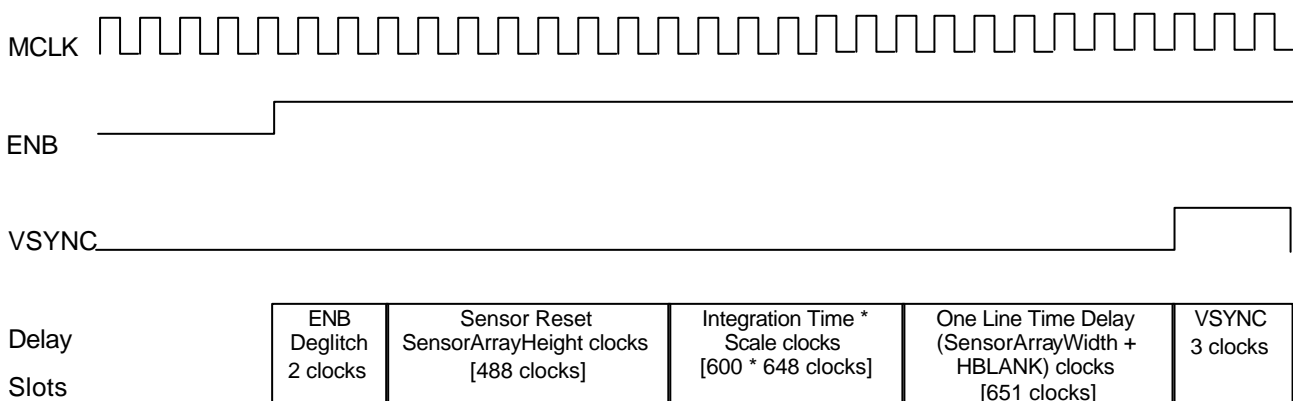 MCLK
ENB
VSYNC
Delay
Slots
ENB
Deglitch
2 clocks
Sensor Reset
SensorArrayHeight clocks
[488 clocks]
Integration Time *
Scale clocks
[600 * 648 clocks]
One Line Time Delay
(SensorArrayWidth +
HBLANK) clocks
[651 clocks]
VSYNC
3 clocks